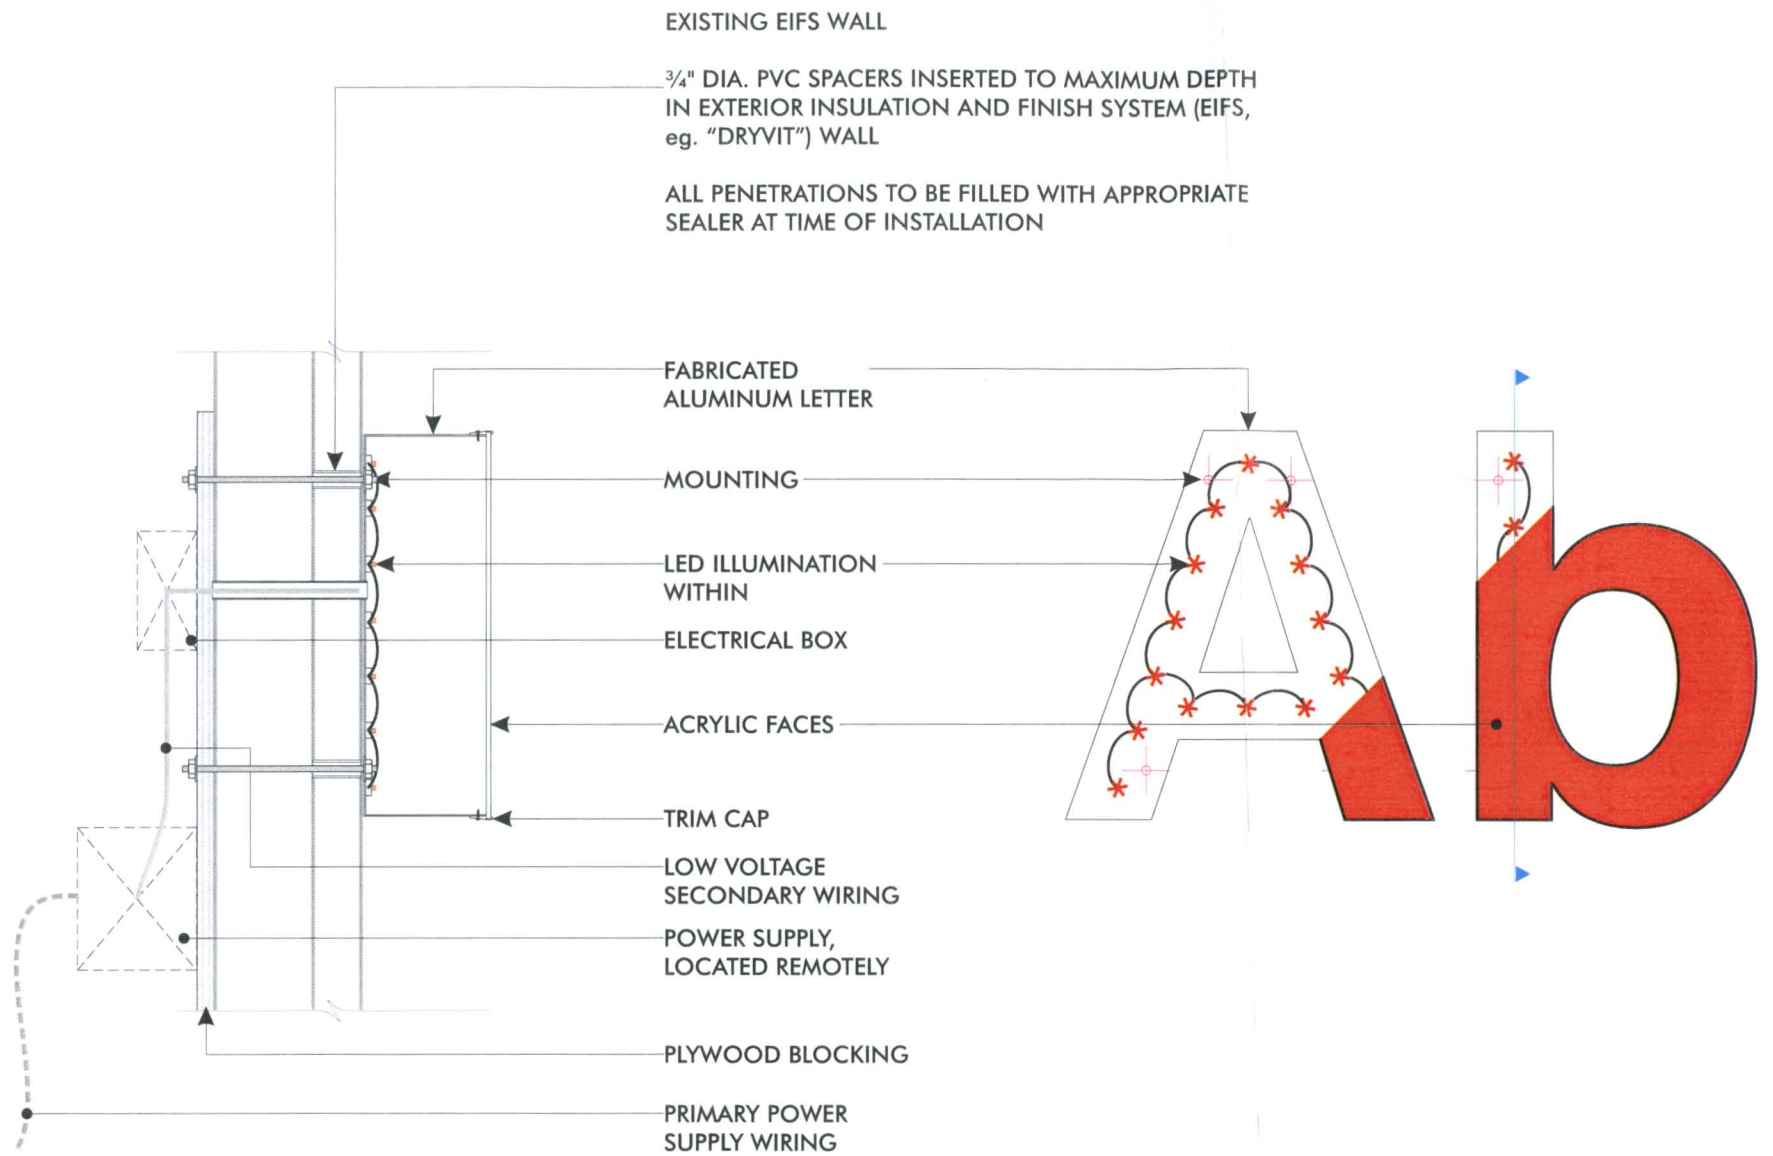 EXISTING EIFS WALL
¾" DIA. PVC SPACERS INSERTED TO MAXIMUM DEPTH
IN EXTERIOR INSULATION AND FINISH SYSTEM (EIFS,
eg. “DRYVIT”) WALL
ALL PENETRATIONS TO BE FILLED WITH APPROPRIATE
SEALER AT TIME OF INSTALLATION
FABRICATED
ALUMINUM LETTER
MOUNTING
LED ILLUMINATION
WITHIN
ELECTRICAL BOX
ACRYLIC FACES
TRIM CAP
LOW VOLTAGE
SECONDARY WIRING
POWER SUPPLY,
LOCATED REMOTELY
PLYWOOD BLOCKING
PRIMARY POWER
SUPPLY WIRING
Ab